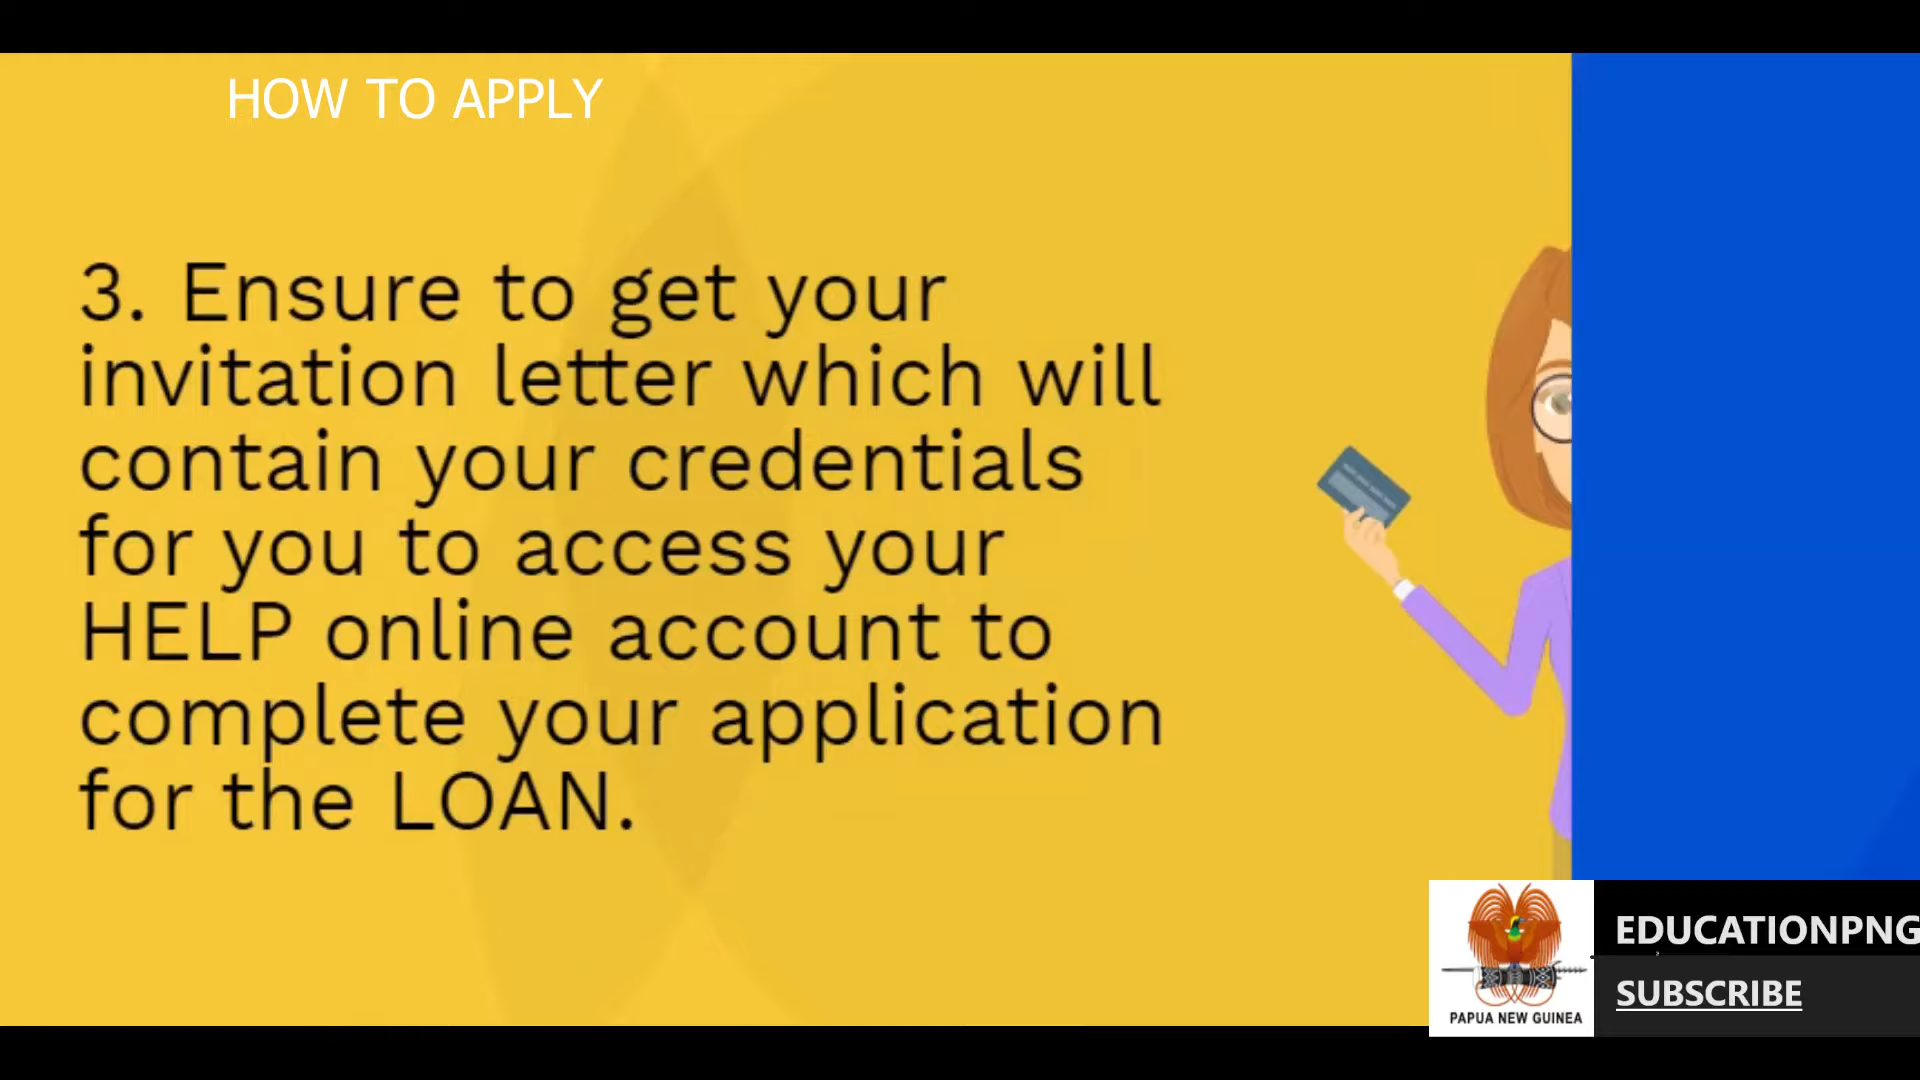 HOW TO APPLY
3. Ensure to get your
invitation letter which will
contain your credentials
for you to access your
HELP online account to
complete your application
for the LOAN.
EDUCATIONPNG
SUBSCRIBE
PAPUA NEW GUINEA